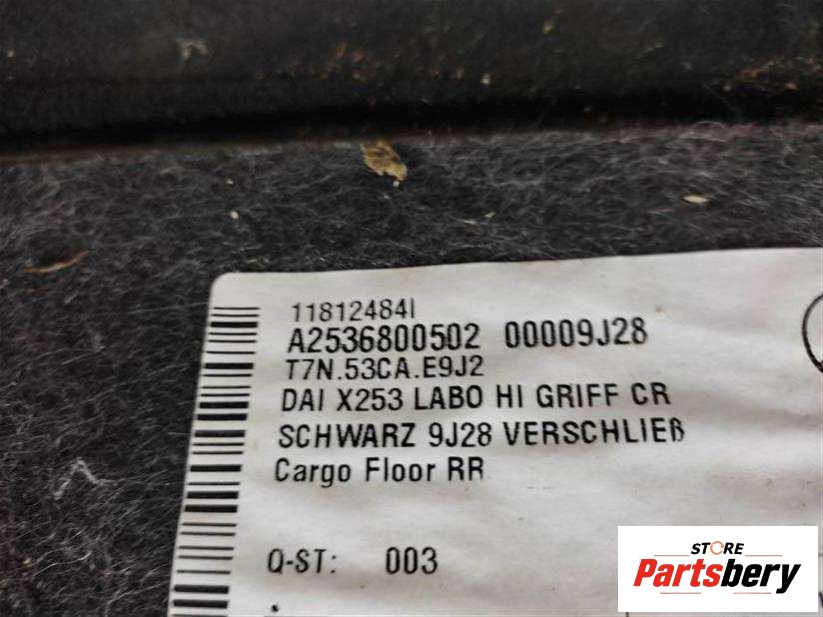 11812484I
A2536800502 00009J28
T7N.53CA.E9J2
DAI X253 LABO HI GRIFF CR
SCHWARZ 9J28 VERSCHLIEß
Cargo Floor RR
Q-ST: 003
STORE
Partsbery